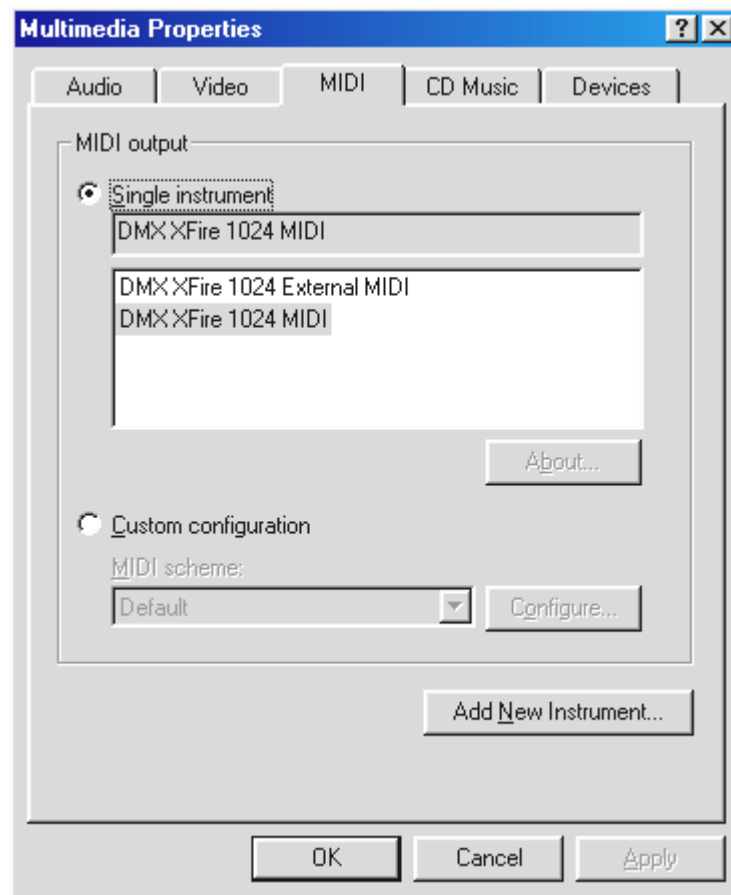 Multimedia Properties
Audio Video MIDI CD Music Devices
MIDI output
Single instrument
DMX XFire 1024 MIDI
DMX XFire 1024 External MIDI
DMX XFire 1024 MIDI
About...
Custom configuration
MIDI scheme:
Default Configure...
Add New Instrument...
OK Cancel Apply